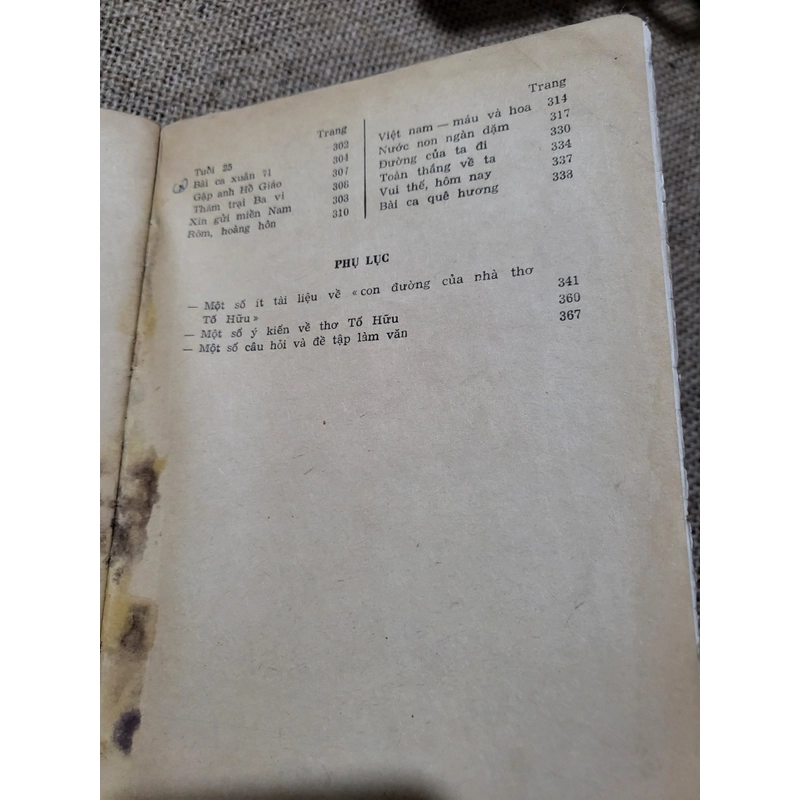 Trang
Tuổi 25 302
Bài ca xuân 71 304
Gặp anh Hồ Giáo 307
Thăm trại Ba vì 306
Xin gửi miền Nam 303
Rôm, hoàng hôn 310
Trang
Việt nam — máu và hoa 314
Nước non ngàn dặm 317
Đường của ta đi 330
Toàn thắng về ta 334
Vui thế, hôm nay 337
Bài ca quê hương 333
PHỤ LỤC
— Một số ít tài liệu về «con đường của nhà thơ
Tố Hữu» 341
— Một số ý kiến về thơ Tố Hữu 360
— Một số câu hỏi và đề tập làm văn 367